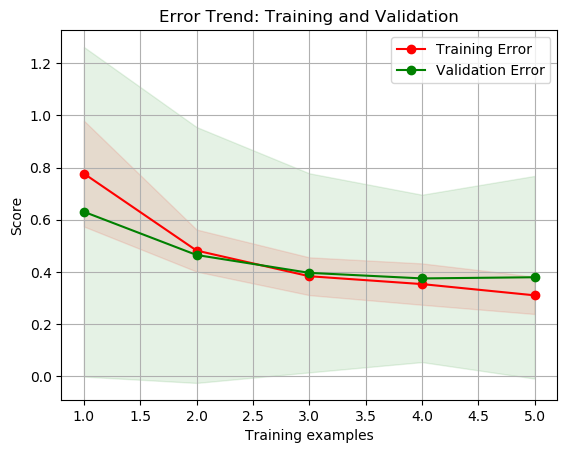 Error Trend: Training and Validation
Training Error
Validation Error
Score
1.2
1.0
0.8
0.6
0.4
0.2
0.0
1.0 1.5 2.0 2.5 3.0 3.5 4.0 4.5 5.0
Training examples